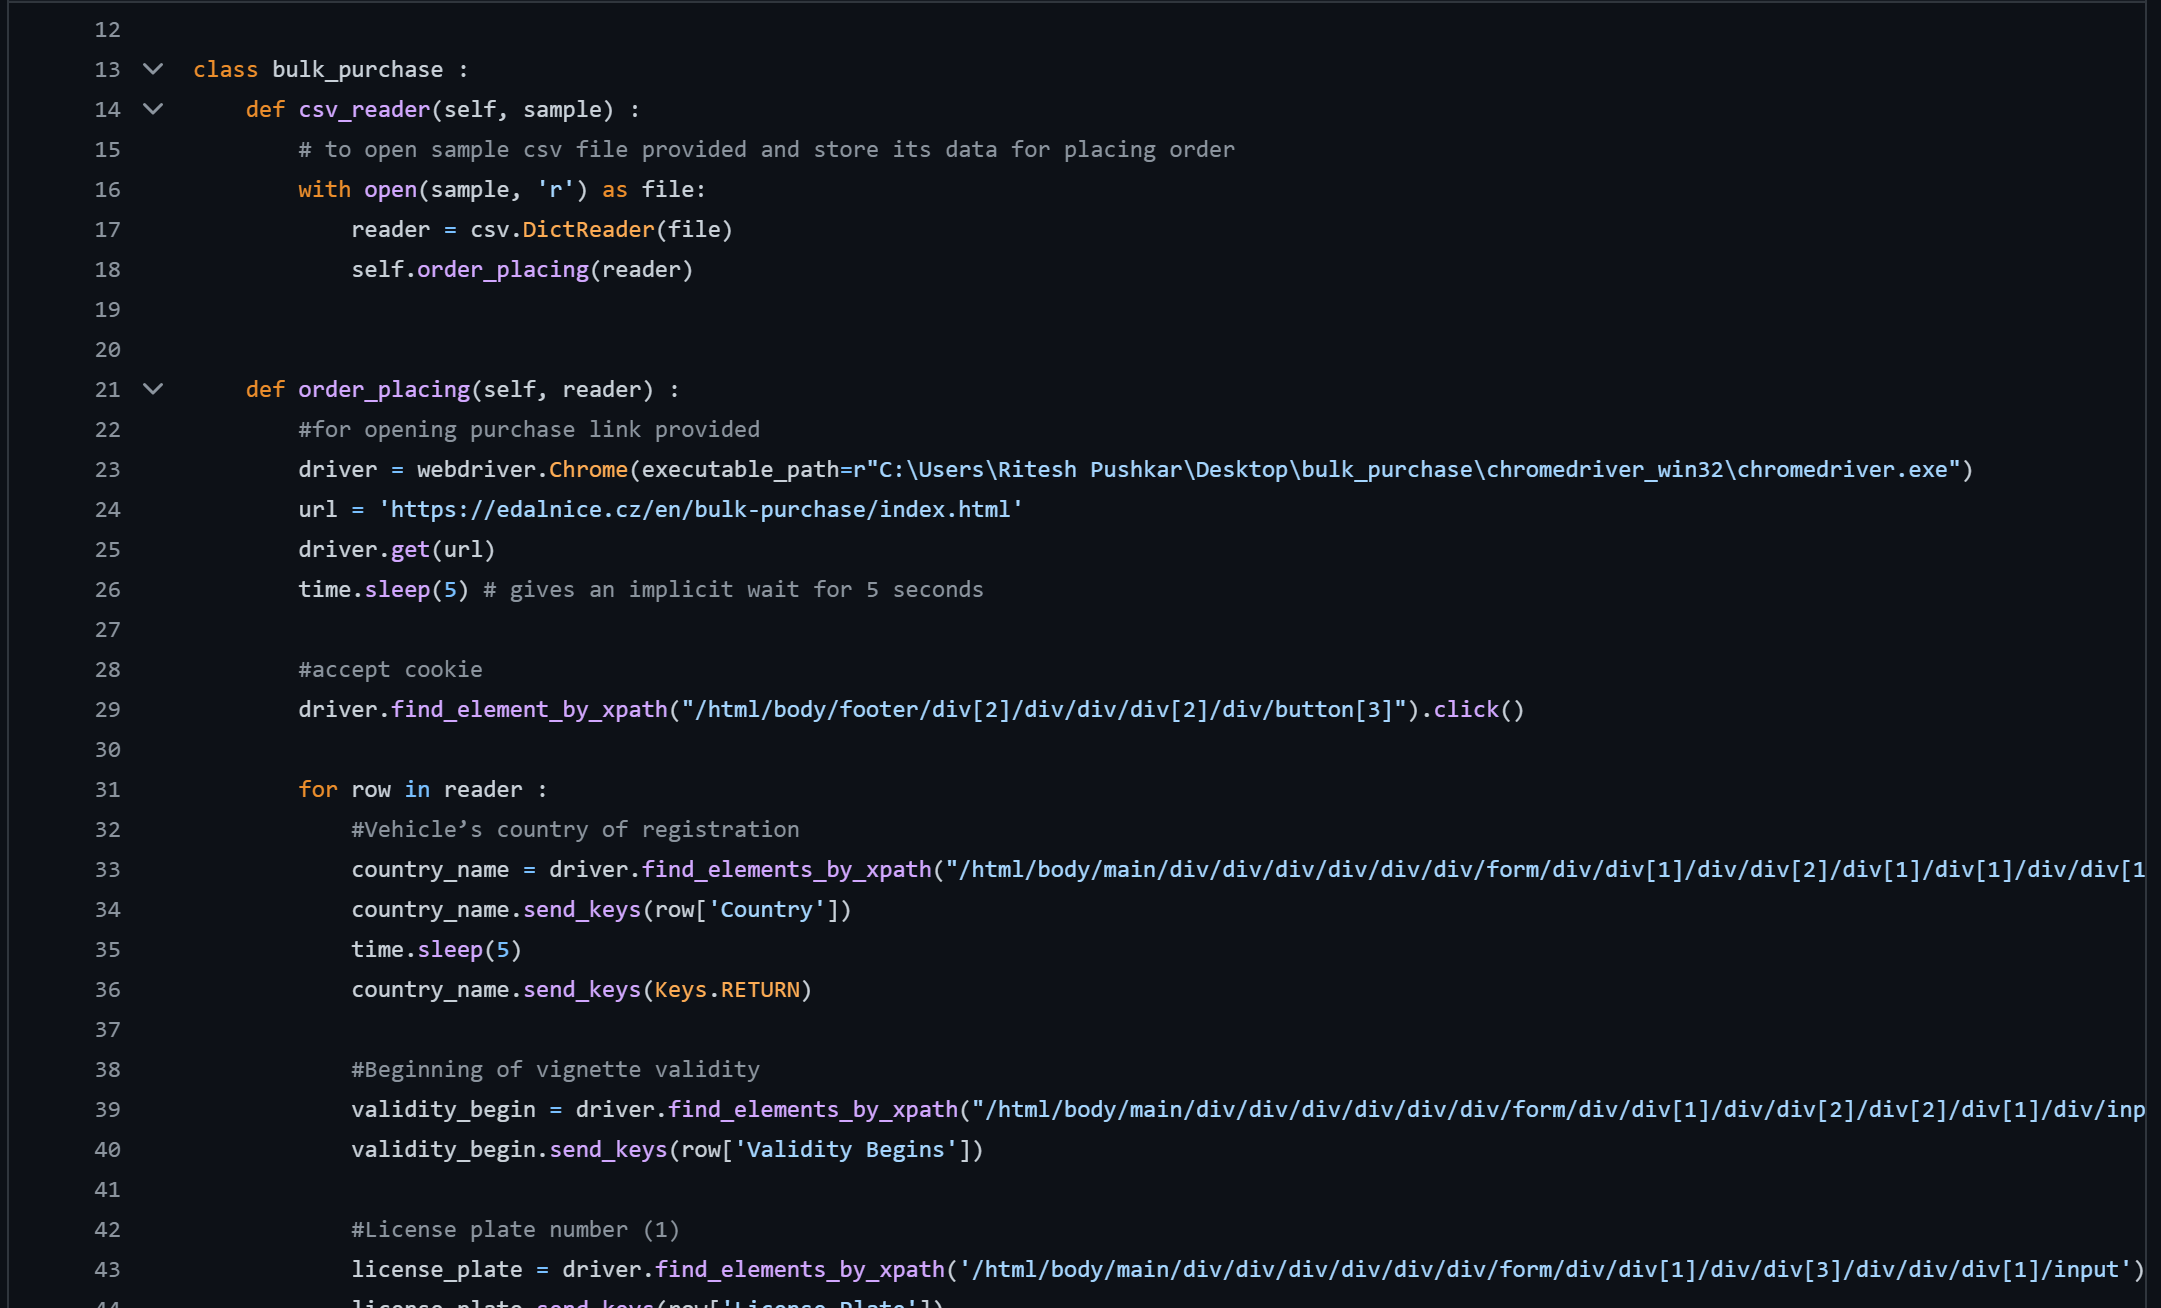 12
13 class bulk_purchase :
14     def csv_reader(self, sample) :
15         # to open sample csv file provided and store its data for placing order
16         with open(sample, 'r') as file:
17             reader = csv.DictReader(file)
18             self.order_placing(reader)
19
20
21     def order_placing(self, reader) :
22         #for opening purchase link provided
23         driver = webdriver.Chrome(executable_path=r"C:\Users\Ritesh Pushkar\Desktop\bulk_purchase\chromedriver_win32\chromedriver.exe")
24         url = 'https://edalnice.cz/en/bulk-purchase/index.html'
25         driver.get(url)
26         time.sleep(5) # gives an implicit wait for 5 seconds
27
28         #accept cookie
29         driver.find_element_by_xpath("/html/body/footer/div[2]/div/div/div[2]/div/button[3]").click()
30
31         for row in reader :
32             #Vehicle’s country of registration
33             country_name = driver.find_elements_by_xpath("/html/body/main/div/div/div/div/div/div/form/div/div[1]/div/div[2]/div[1]/div[1]/div/div[1
34             country_name.send_keys(row['Country'])
35             time.sleep(5)
36             country_name.send_keys(Keys.RETURN)
37
38             #Beginning of vignette validity
39             validity_begin = driver.find_elements_by_xpath("/html/body/main/div/div/div/div/div/div/form/div/div[1]/div/div[2]/div[2]/div[1]/div/inp
40             validity_begin.send_keys(row['Validity Begins'])
41
42             #License plate number (1)
43             license_plate = driver.find_elements_by_xpath('/html/body/main/div/div/div/div/div/div/form/div/div[1]/div/div[3]/div/div/div[1]/input')
44             license_plate.send_keys(row['License Plate'])